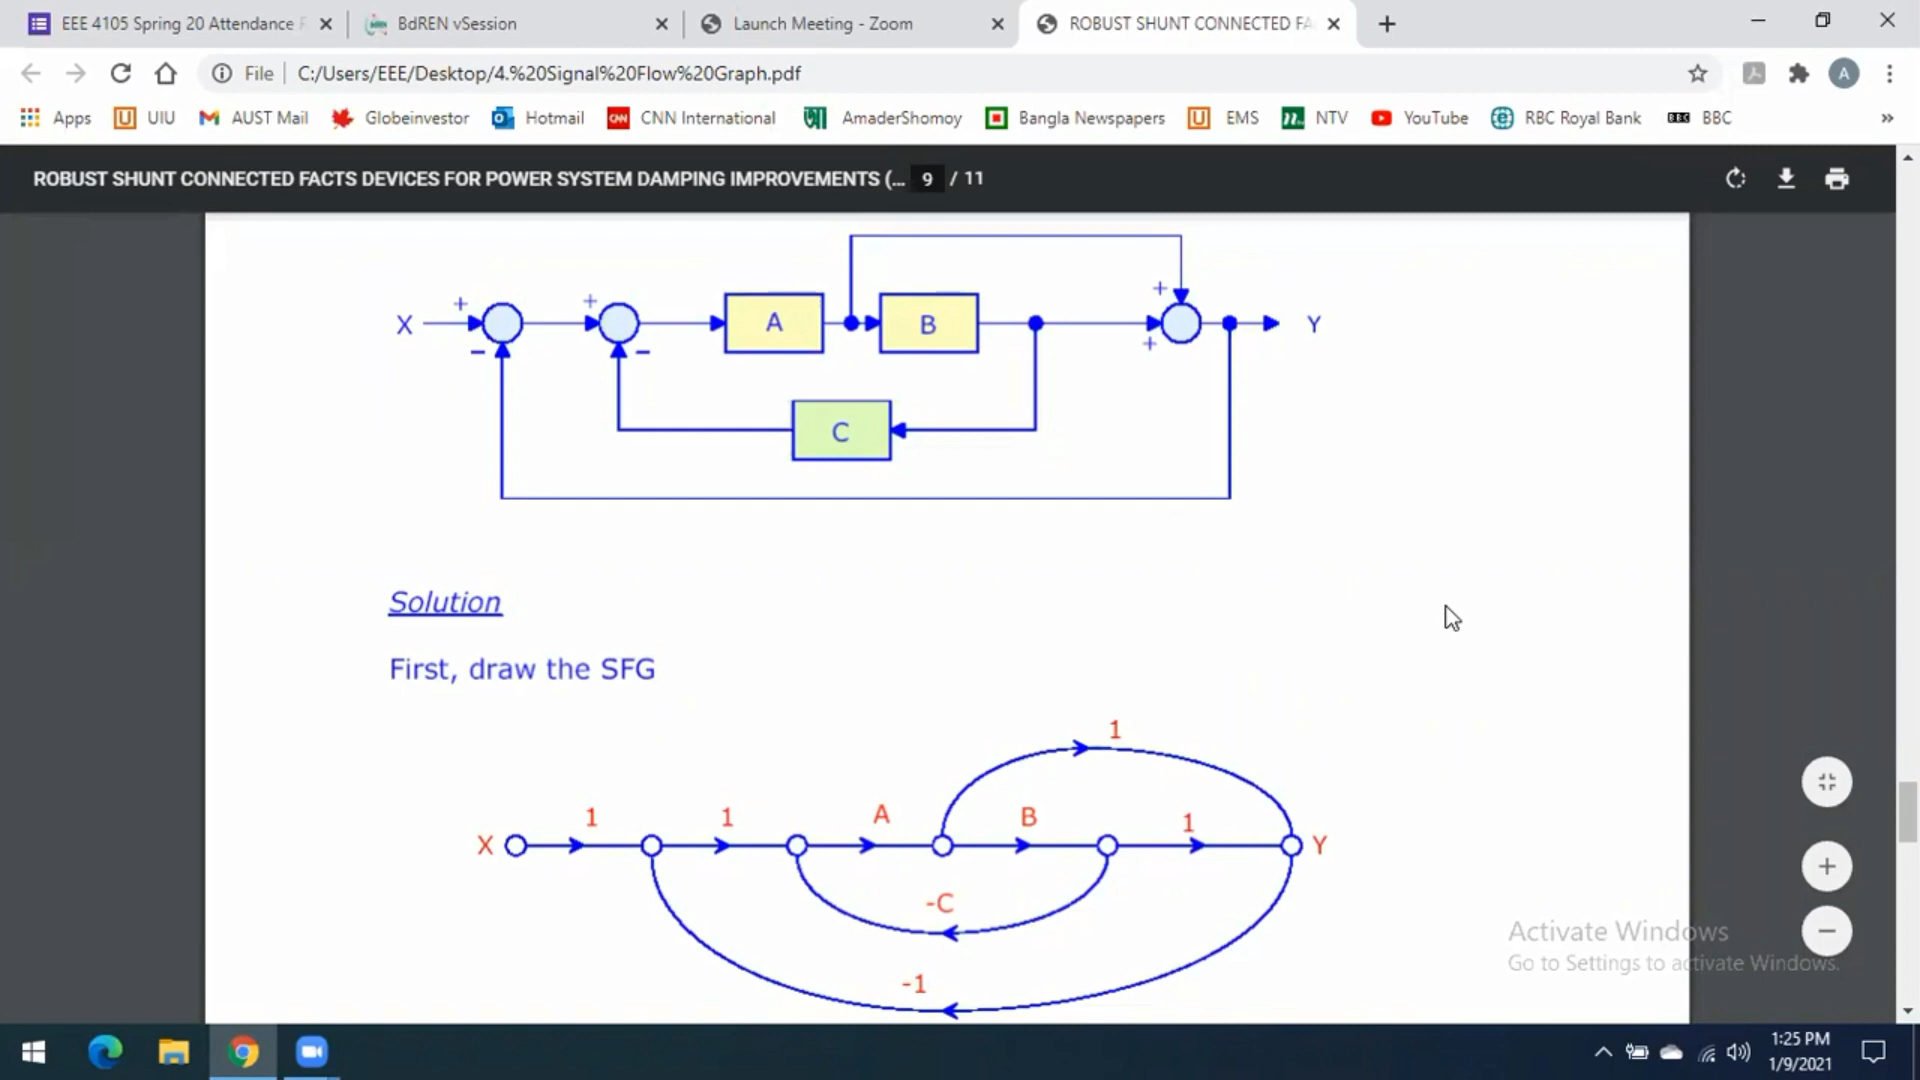 EEE 4105 Spring 20 Attendance F
BdREN vSession
Launch Meeting - Zoom
ROBUST SHUNT CONNECTED FA
File
C:/Users/EEE/Desktop/4.%20Signal%20Flow%20Graph.pdf
A
Apps
UIU
AUST Mail
Globeinvestor
Hotmail
CNN International
AmaderShomoy
Bangla Newspapers
EMS
NTV
YouTube
RBC Royal Bank
BBC
ROBUST SHUNT CONNECTED FACTS DEVICES FOR POWER SYSTEM DAMPING IMPROVEMENTS (... 9 / 11
+
X
+
−
+
−
A
B
+
+
Y
C
Solution
First, draw the SFG
1
X
1
1
A
B
1
Y
-C
-1
Activate Windows
Go to Settings to activate Windows.
1:25 PM
1/9/2021